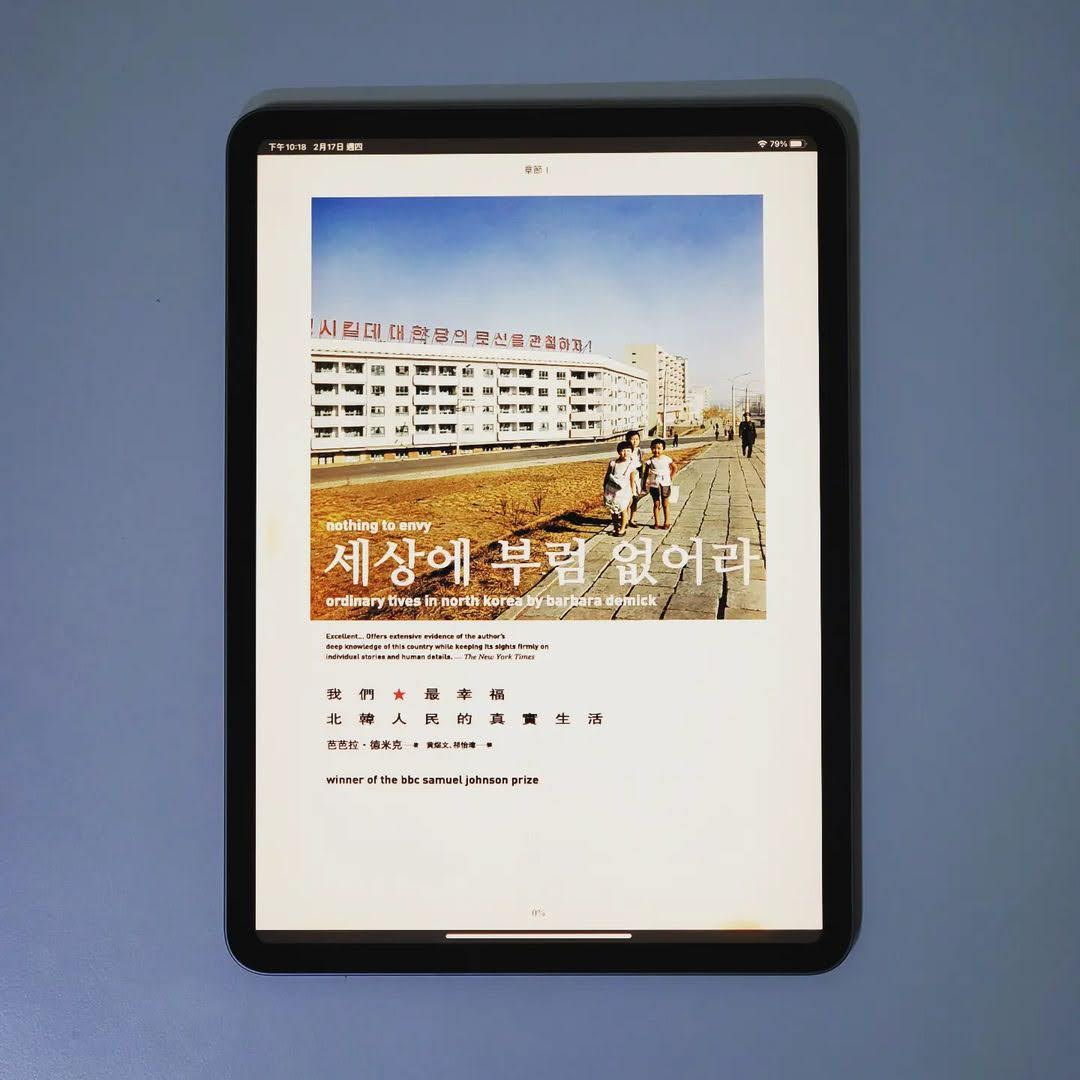 下午10:18 2月17日 週四
79%
章節 1
시킬데 대한 당의 로선을 관철하자!
nothing to envy
세상에 부럼 없어라
ordinary lives in north korea by barbara demick
Excellent... Offers extensive evidence of the author's
deep knowledge of this country while keeping its sights firmly on
individual stories and human details. — The New York Times
我們★最幸福
北韓人民的真實生活
芭芭拉・德米克——著 黃煜文、祁怡瑋——譯
winner of the bbc samuel johnson prize
0%